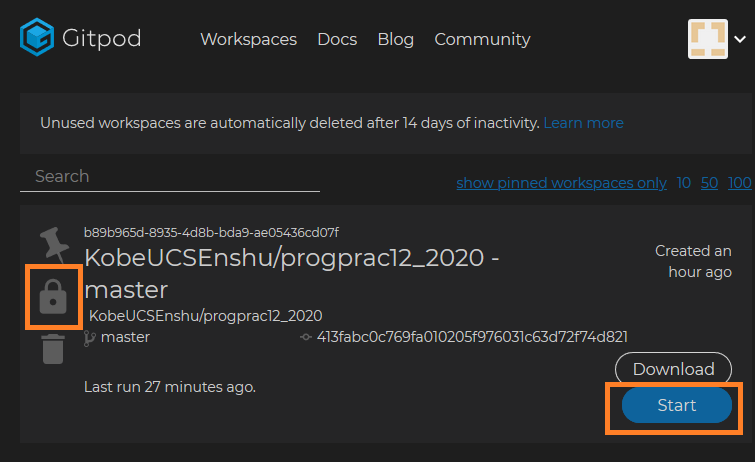 Gitpod Workspaces Docs Blog Community
Unused workspaces are automatically deleted after 14 days of inactivity. Learn more
Search
show pinned workspaces only 10 50 100
b89b965d-8935-4d8b-bda9-ae05436cd07f
KobeUCSEnshu/progprac12_2020 -
master
Created an
hour ago
KobeUCSEnshu/progprac12_2020
master 413fabc0c769fa010205f976031c63d72f74d821
Download
Last run 27 minutes ago.
Start